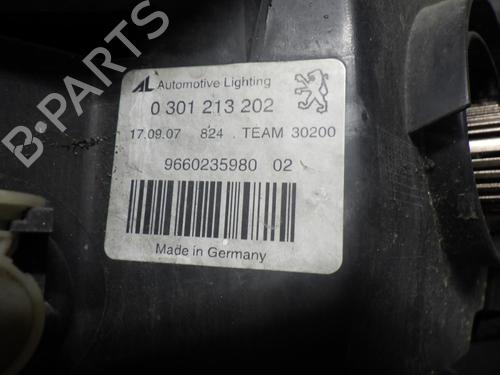 AL Automotive Lighting
0 301 213 202
17.09.07 824 . TEAM 30200
9660235980 02
Made in Germany
B-PARTS